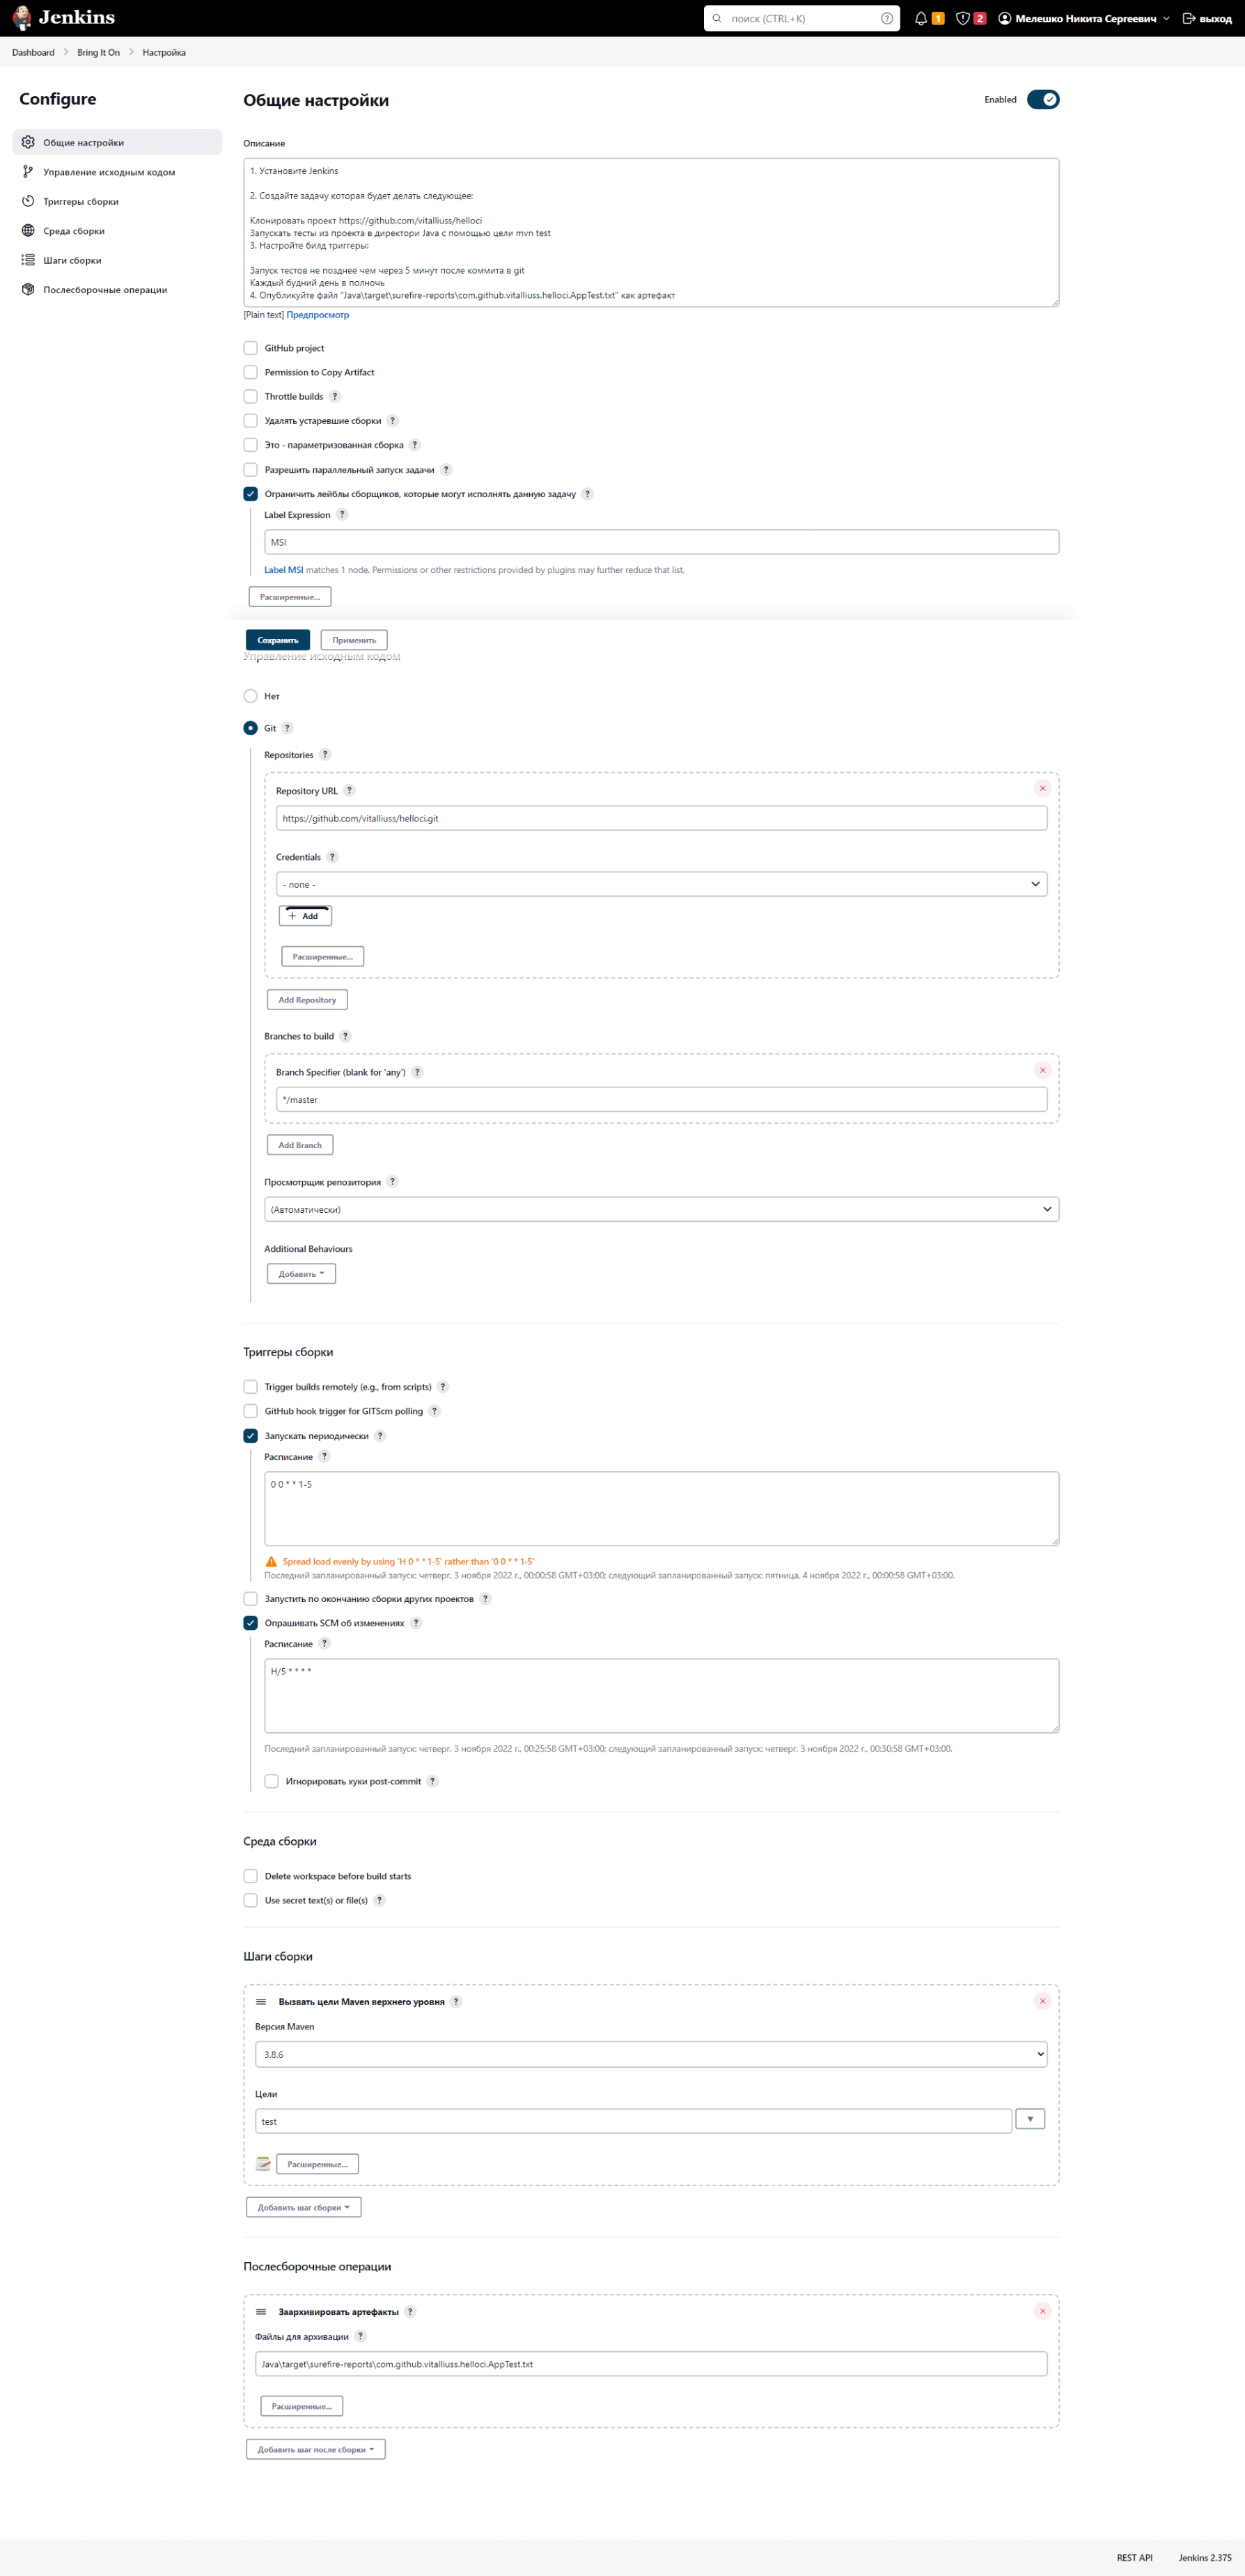 Jenkins
поиск (CTRL+K)
1
2
Мелешко Никита Сергеевич
выход
Dashboard > Bring It On > Настройка
Configure
Общие настройки
Управление исходным кодом
Триггеры сборки
Среда сборки
Шаги сборки
Послесборочные операции
Общие настройки
Enabled
Описание
1. Установите Jenkins
2. Создайте задачу которая будет делать следующее:
Клонировать проект https://github.com/vitalliuss/helloci
Запускать тесты из проекта в директори Java с помощью цели mvn test
3. Настройте билд триггеры:
Запуск тестов не позднее чем через 5 минут после коммита в git
Каждый будний день в полночь
4. Опубликуйте файл "Java\target\surefire-reports\com.github.vitalliuss.helloci.AppTest.txt" как артефакт
[Plain text] Предпросмотр
GitHub project
Permission to Copy Artifact
Throttle builds ?
Удалять устаревшие сборки ?
Это - параметризованная сборка ?
Разрешить параллельный запуск задачи ?
Ограничить лейблы сборщиков, которые могут исполнять данную задачу ?
Label Expression ?
MSI
Label MSI matches 1 node. Permissions or other restrictions provided by plugins may further reduce that list.
Расширенные...
Сохранить
Применить
Управление исходным кодом
Нет
Git ?
Repositories ?
Repository URL ?
https://github.com/vitalliuss/helloci.git
Credentials ?
- none -
+ Add
Расширенные...
Add Repository
Branches to build ?
Branch Specifier (blank for 'any') ?
*/master
Add Branch
Просмотрщик репозитория ?
(Автоматически)
Additional Behaviours
Добавить
Триггеры сборки
Trigger builds remotely (e.g., from scripts) ?
GitHub hook trigger for GITScm polling ?
Запускать периодически ?
Расписание ?
0 0 * * 1-5
Spread load evenly by using 'H 0 * * 1-5' rather than '0 0 * * 1-5'
Последний запланированный запуск: четверг, 3 ноября 2022 г., 00:00:58 GMT+03:00; следующий запланированный запуск: пятница, 4 ноября 2022 г., 00:00:58 GMT+03:00.
Запустить по окончанию сборки других проектов ?
Опрашивать SCM об изменениях ?
Расписание ?
H/5 * * * *
Последний запланированный запуск: четверг, 3 ноября 2022 г., 00:25:58 GMT+03:00; следующий запланированный запуск: четверг, 3 ноября 2022 г., 00:30:58 GMT+03:00.
Игнорировать хуки post-commit ?
Среда сборки
Delete workspace before build starts
Use secret text(s) or file(s) ?
Шаги сборки
Вызвать цели Maven верхнего уровня ?
Версия Maven
3.8.6
Цели
test
Расширенные...
Добавить шаг сборки
Послесборочные операции
Заархивировать артефакты ?
Файлы для архивации ?
Java\target\surefire-reports\com.github.vitalliuss.helloci.AppTest.txt
Расширенные...
Добавить шаг после сборки
REST API
Jenkins 2.375